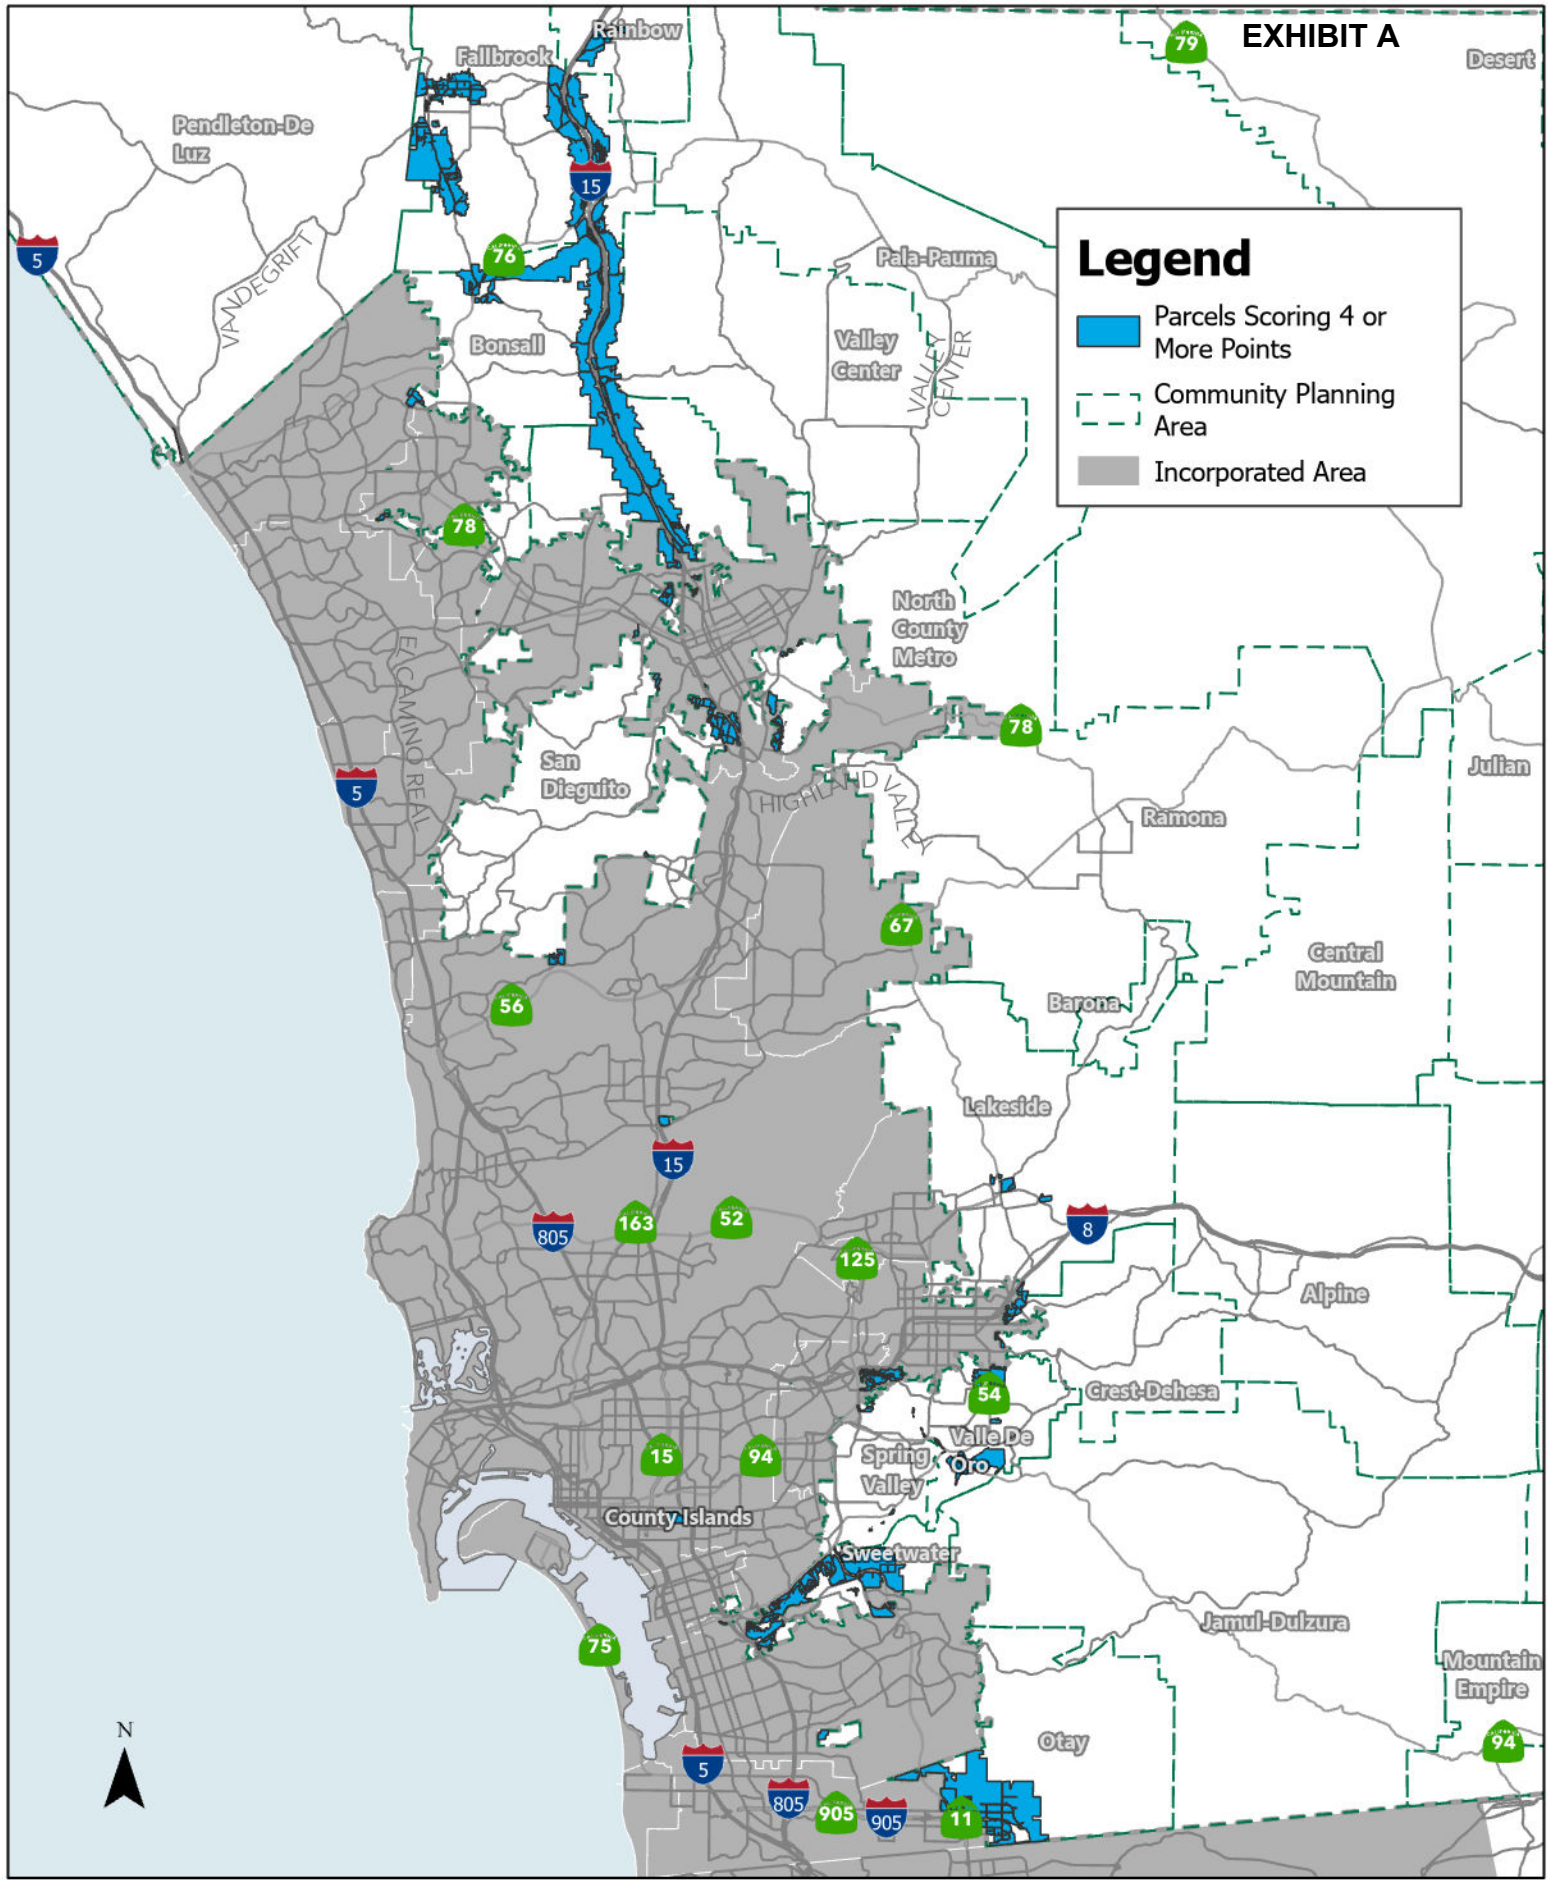 EXHIBIT A
79
Desert
Rainbow
Fallbrook
Pendleton-De
Luz
15
5
76
VANDEGRIFT
Pala-Pauma
Legend
Parcels Scoring 4 or
More Points
Community Planning
Area
Incorporated Area
Bonsall
Valley
Center
VALLEY
CENTER
78
North
County
Metro
EL CAMINO REAL
78
San
Dieguito
5
HIGHLAND VALLEY
Julian
Ramona
67
Central
Mountain
56
Barona
Lakeside
15
163
52
805
8
125
Alpine
54
Crest-Dehesa
Valle De
Oro
Spring
Valley
15
94
County Islands
Sweetwater
75
Jamul-Dulzura
Mountain
Empire
N
Otay
94
5
805
905
905
11